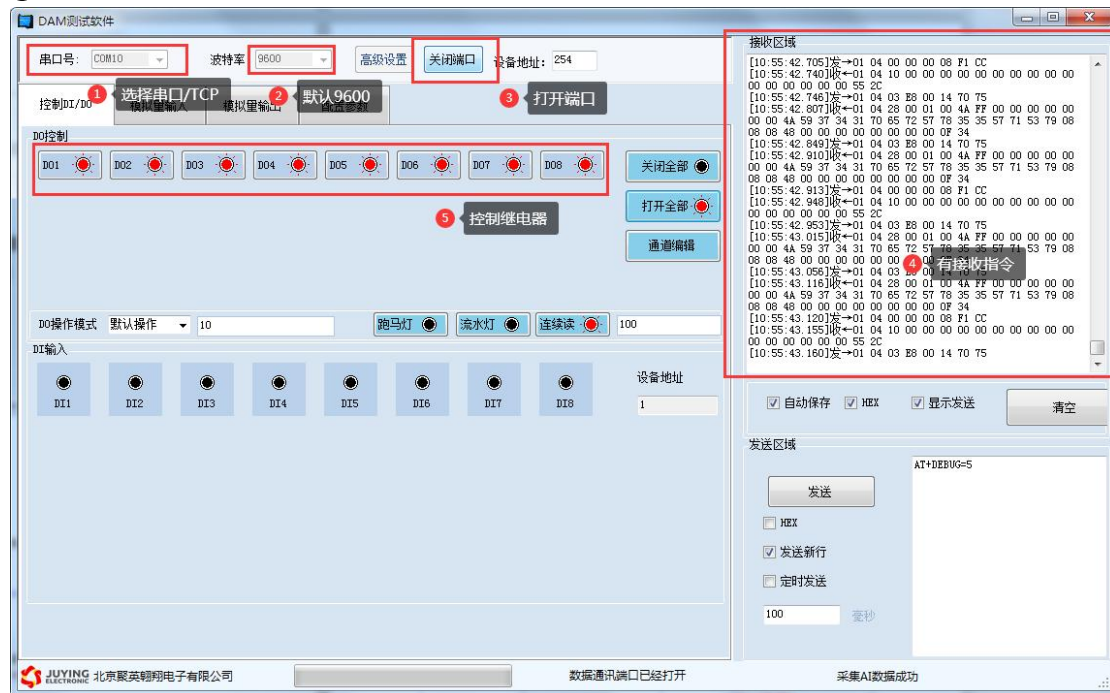 DAM测试软件
串口号: COM10 波特率 9600 高级设置 关闭端口 设备地址: 254
1 选择串口/TCP 2 默认9600 3 打开端口
控制DI/DO 模拟量输入 模拟量输出 配置参数
DO控制
DO1 DO2 DO3 DO4 DO5 DO6 DO7 DO8 关闭全部
打开全部
5 控制继电器
通道编辑
DO操作模式 默认操作 10 跑马灯 流水灯 连续读 100
DI输入
DI1 DI2 DI3 DI4 DI5 DI6 DI7 DI8
设备地址
1
接收区域
[10:55:42.705]发→01 04 00 00 00 08 F1 CC
[10:55:42.740]收←01 04 10 00 00 00 00 00 00 00 00 00
00 00 00 00 00 00 55 2C
[10:55:42.746]发→01 04 03 E8 00 14 70 75
[10:55:42.807]收←01 04 28 00 01 00 4A FF 00 00 00 00 00
00 00 4A 59 37 34 31 70 65 72 57 78 35 35 57 71 53 79 08
08 08 48 00 00 00 00 00 00 00 00 0F 34
[10:55:42.849]发→01 04 03 E8 00 14 70 75
[10:55:42.910]收←01 04 28 00 01 00 4A FF 00 00 00 00 00
00 00 4A 59 37 34 31 70 65 72 57 78 35 35 57 71 53 79 08
08 08 48 00 00 00 00 00 00 00 00 0F 34
[10:55:42.913]发→01 04 00 00 00 08 F1 CC
[10:55:42.948]收←01 04 10 00 00 00 00 00 00 00 00 00
00 00 00 00 00 00 55 2C
[10:55:42.953]发→01 04 03 E8 00 14 70 75
[10:55:43.015]收←01 04 28 00 01 00 4A FF 00 00 00 00 00
00 00 4A 59 37 34 31 70 65 72 57 78 35 35 57 71 53 79 08
08 08 48 00 00 00 00 00
4 有接收指令
[10:55:43.056]发→01 04 03 E8 00 14 70 75
[10:55:43.116]收←01 04 28 00 01 00 4A FF 00 00 00 00 00
00 00 4A 59 37 34 31 70 65 72 57 78 35 35 57 71 53 79 08
08 08 48 00 00 00 00 00 00 00 00 0F 34
[10:55:43.120]发→01 04 00 00 00 08 F1 CC
[10:55:43.155]收←01 04 10 00 00 00 00 00 00 00 00 00
00 00 00 00 00 00 55 2C
[10:55:43.160]发→01 04 03 E8 00 14 70 75
自动保存 HEX 显示发送 清空
发送区域
AT+DEBUG=5
发送
HEX
发送新行
定时发送
100 毫秒
JUYING ELECTRONIC 北京聚英翱翔电子有限公司 数据通讯端口已经打开 采集AI数据成功